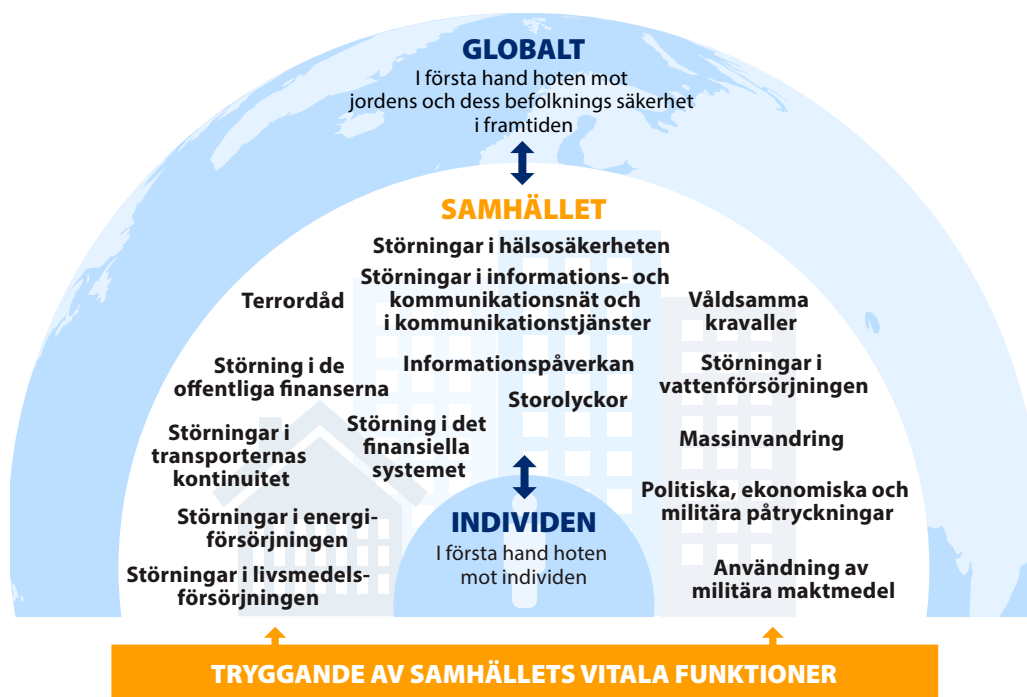 GLOBALT
I första hand hoten mot
jordens och dess befolknings säkerhet
i framtiden
SAMHÄLLET
Störningar i hälsosäkerheten
Störningar i informations- och
kommunikationsnät och
i kommunikationstjänster
Terrordåd
Våldsamma
kravaller
Störning i de
offentliga finanserna
Informationspåverkan
Störningar i
vattenförsörjningen
Storolyckor
Störningar i
transporternas
kontinuitet
Störning i det
finansiella
systemet
Massinvandring
Politiska, ekonomiska och
militära påtryckningar
Störningar i energi-
försörjningen
INDIVIDEN
I första hand hoten
mot individen
Störningar i livsmedels-
försörjningen
Användning av
militära maktmedel
TRYGGANDE AV SAMHÄLLETS VITALA FUNKTIONER